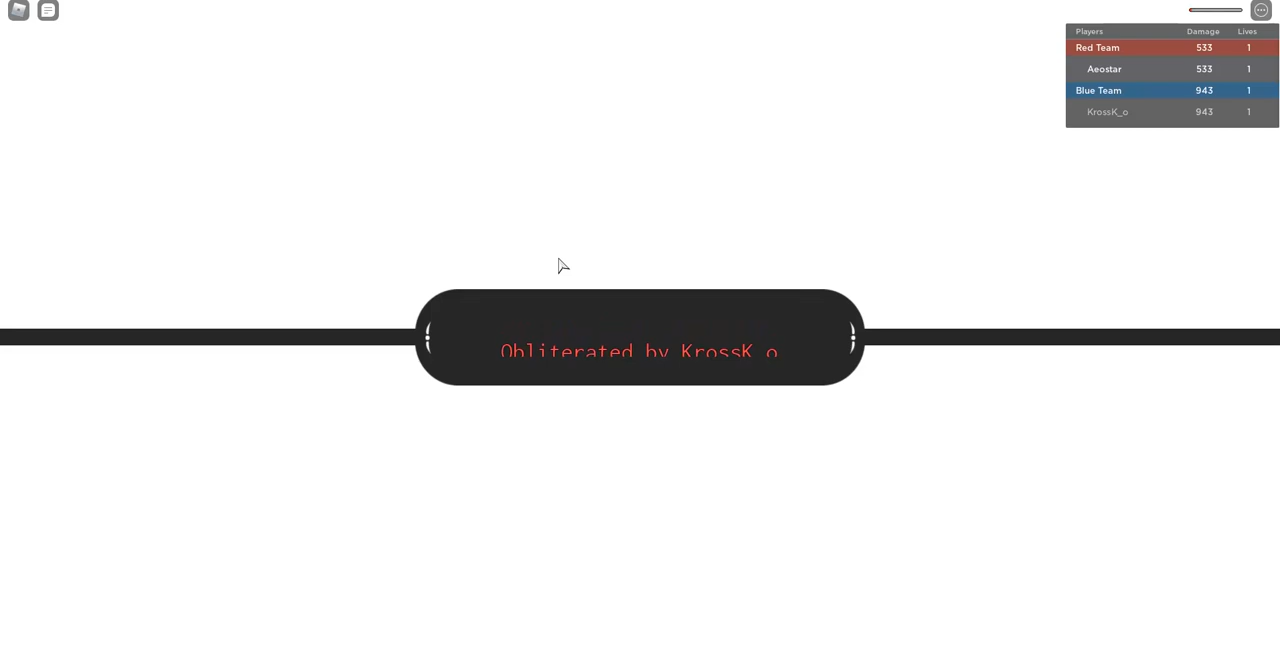 Players Damage Lives
Red Team 533 1
Aeostar 533 1
Blue Team 943 1
KrossK_o 943 1
Obliterated by KrossK_o